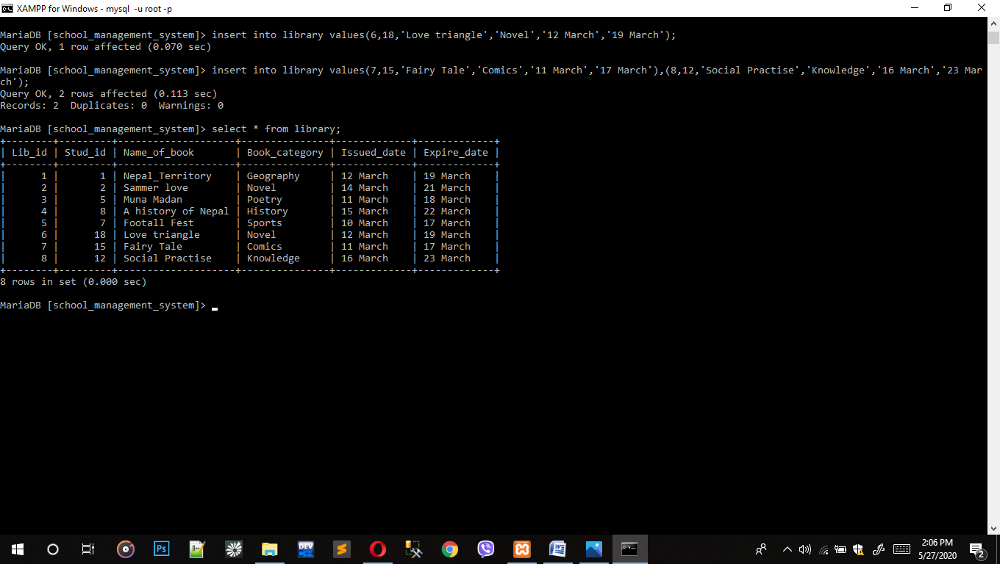 XAMPP for Windows - mysql  -u root -p
MariaDB [school_management_system]> insert into library values(6,18,'Love triangle','Novel','12 March','19 March');
Query OK, 1 row affected (0.070 sec)
MariaDB [school_management_system]> insert into library values(7,15,'Fairy Tale','Comics','11 March','17 March'),(8,12,'Social Practise','Knowledge','16 March','23 Mar
ch');
Query OK, 2 rows affected (0.113 sec)
Records: 2  Duplicates: 0  Warnings: 0
MariaDB [school_management_system]> select * from library;
+--------+---------+--------------------+---------------+-------------+-------------+
| Lib_id | Stud_id | Name_of_book       | Book_category | Issued_date | Expire_date |
+--------+---------+--------------------+---------------+-------------+-------------+
|      1 |       1 | Nepal_Territory    | Geography     | 12 March    | 19 March    |
|      2 |       2 | Sammer love        | Novel         | 14 March    | 21 March    |
|      3 |       5 | Muna Madan         | Poetry        | 11 March    | 18 March    |
|      4 |       8 | A history of Nepal | History       | 15 March    | 22 March    |
|      5 |       7 | Footall Fest       | Sports        | 10 March    | 17 March    |
|      6 |      18 | Love triangle      | Novel         | 12 March    | 19 March    |
|      7 |      15 | Fairy Tale         | Comics        | 11 March    | 17 March    |
|      8 |      12 | Social Practise    | Knowledge     | 16 March    | 23 March    |
+--------+---------+--------------------+---------------+-------------+-------------+
8 rows in set (0.000 sec)
MariaDB [school_management_system]>
Ps
DEV
2:06 PM
5/27/2020
2